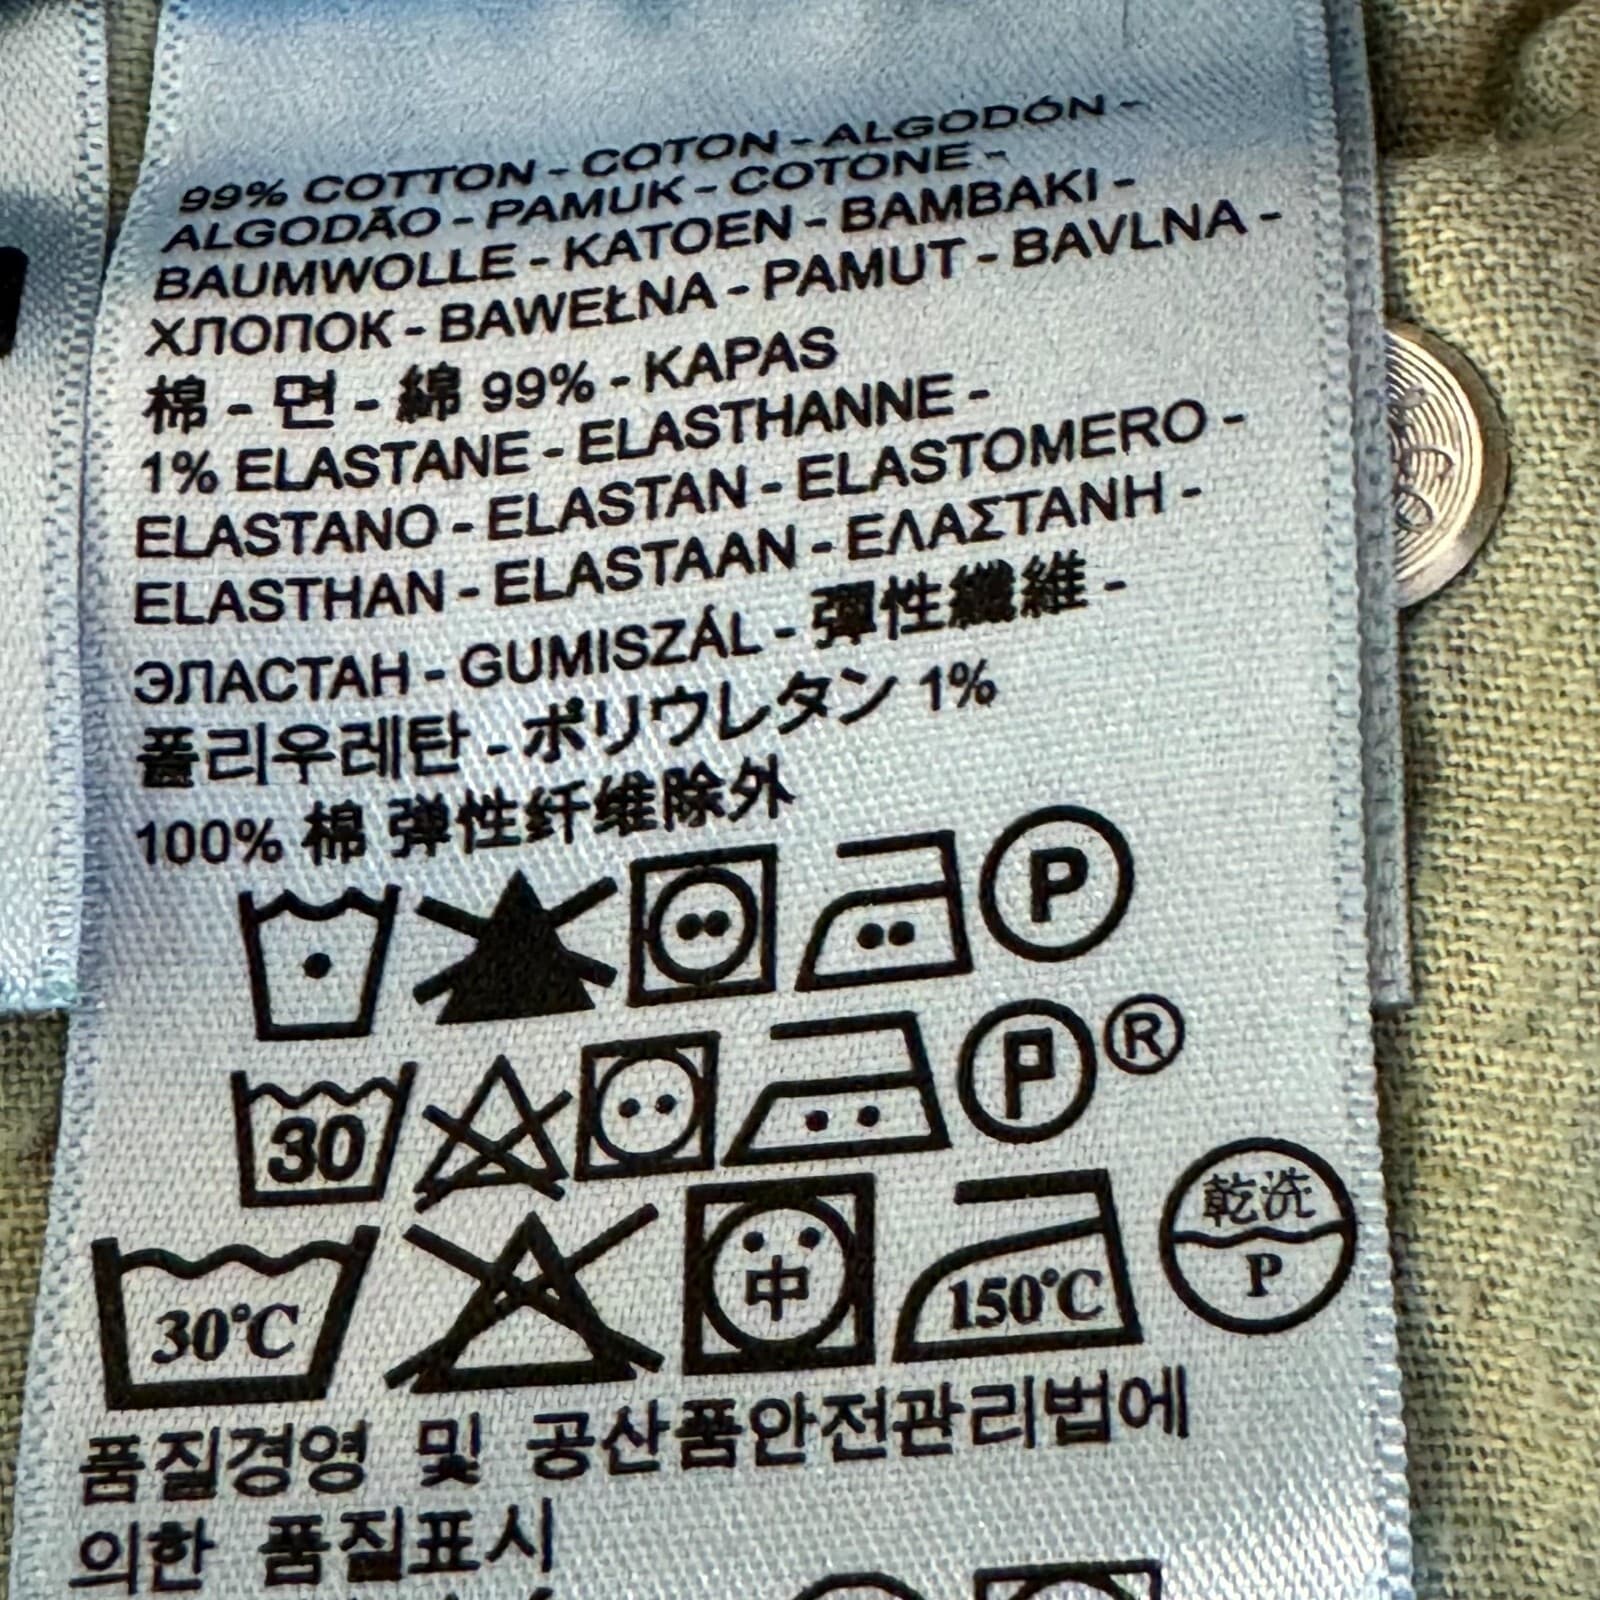 99% COTTON - COTON - ALGODÓN -
ALGODÃO - PAMUK - COTONE -
BAUMWOLLE - KATOEN - BAMBAKI -
ХЛОПОК - BAWEŁNA - PAMUT - BAVLNA -
棉 - 면 - 綿 99% - KAPAS
1% ELASTANE - ELASTHANNE -
ELASTANO - ELASTAN - ELASTOMERO -
ELASTHAN - ELASTAAN - ΕΛΑΣΤΑΝΗ -
ЭЛАСТАН - GUMISZÁL - 彈性纖維 -
폴리우레탄 - ポリウレタン 1%
100% 棉 弹性纤维除外
P
30 P ®
30℃ 中 150℃ 乾洗 P
품질경영 및 공산품안전관리법에
의한 품질표시